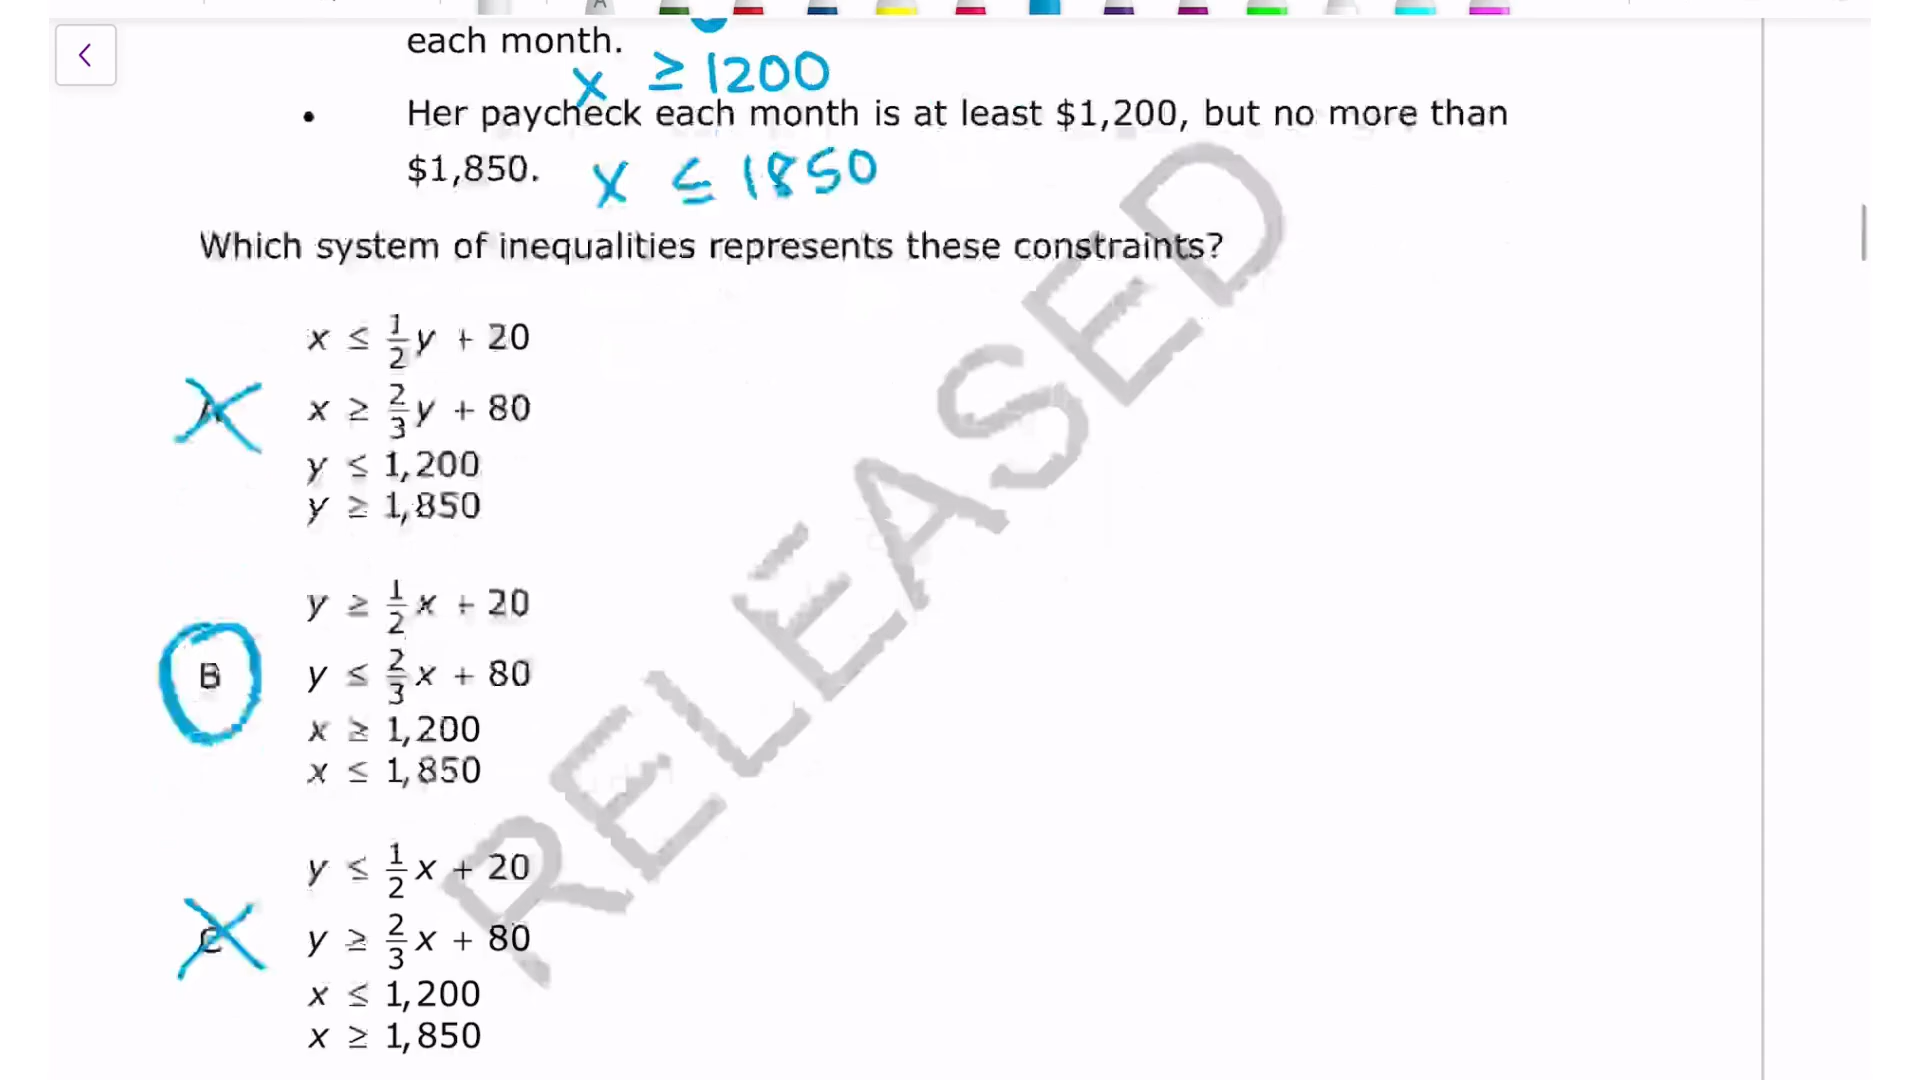 each month.
x ≥ 1200
• Her paycheck each month is at least $1,200, but no more than
$1,850. x ≤ 1850
Which system of inequalities represents these constraints?
x ≤ 1/2 y + 20
A x ≥ 2/3 y + 80
y ≤ 1,200
y ≥ 1,850
y ≥ 1/2 x + 20
B y ≤ 2/3 x + 80
x ≥ 1,200
x ≤ 1,850
y ≤ 1/2 x + 20
C y ≥ 2/3 x + 80
x ≤ 1,200
x ≥ 1,850
RELEASED